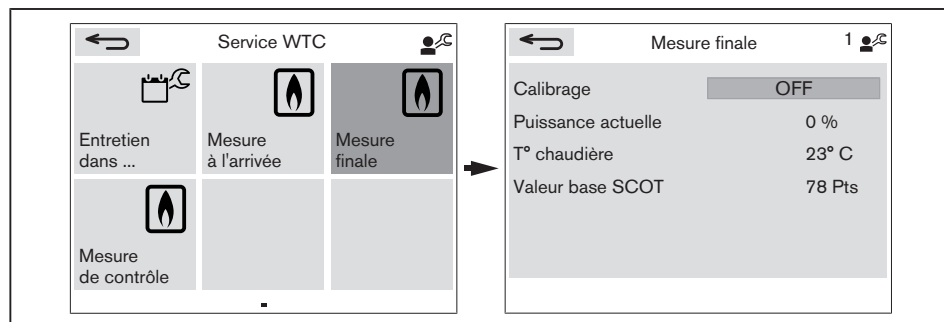 Service WTC
Entretien
dans ...
Mesure
à l'arrivée
Mesure
finale
Mesure
de contrôle
Mesure finale 1
Calibrage OFF
Puissance actuelle 0 %
T° chaudière 23° C
Valeur base SCOT 78 Pts